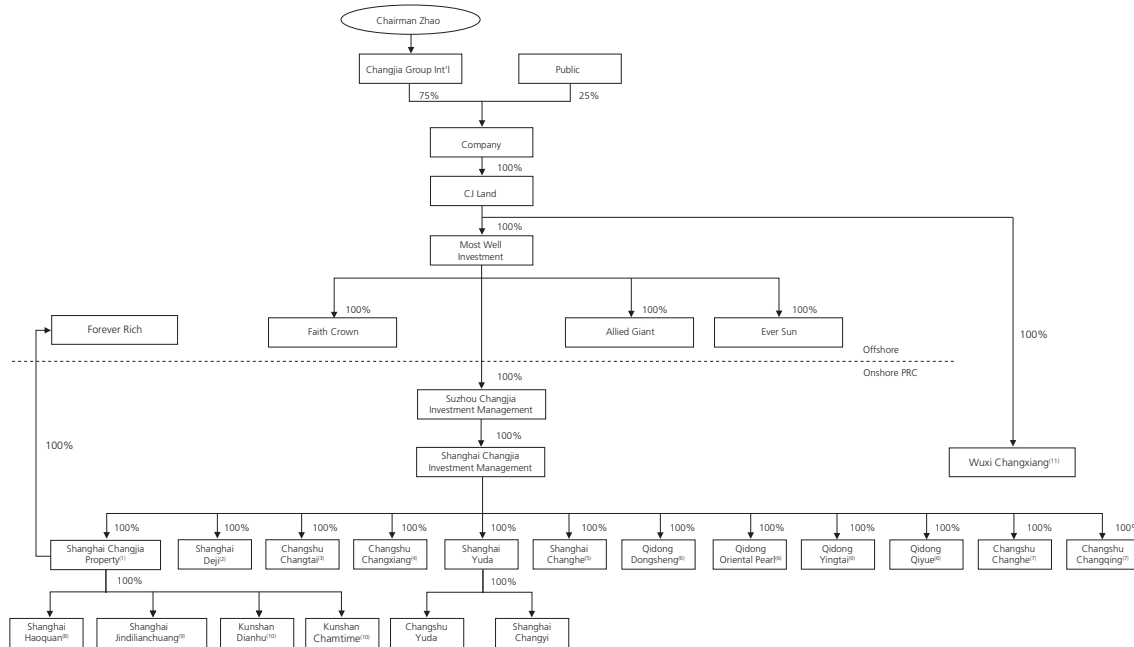 Chairman Zhao
Changjia Group Int'l
Public
75%
25%
Company
100%
CJ Land
100%
Most Well
Investment
100%
100%
100%
Forever Rich
Faith Crown
Allied Giant
Ever Sun
100%
Offshore
Onshore PRC
100%
Suzhou Changjia
Investment Management
100%
100%
Shanghai Changjia
Investment Management
Wuxi Changxiang(11)
100%
100%
100%
100%
100%
100%
100%
100%
100%
100%
100%
100%
Shanghai Changjia
Property(1)
Shanghai
Deji(2)
Changshu
Changtai(3)
Changshu
Changxiang(4)
Shanghai
Yuda
Shanghai
Changhe(5)
Qidong
Dongsheng(6)
Qidong
Oriental Pearl(6)
Qidong
Yingtai(6)
Qidong
Qiyue(6)
Changshu
Changhe(7)
Changshu
Changqing(7)
100%
100%
Shanghai
Haoquan(8)
Shanghai
Jindilianchuang(9)
Kunshan
Dianhu(10)
Kunshan
Chamtime(10)
Changshu
Yuda
Shanghai
Changyi